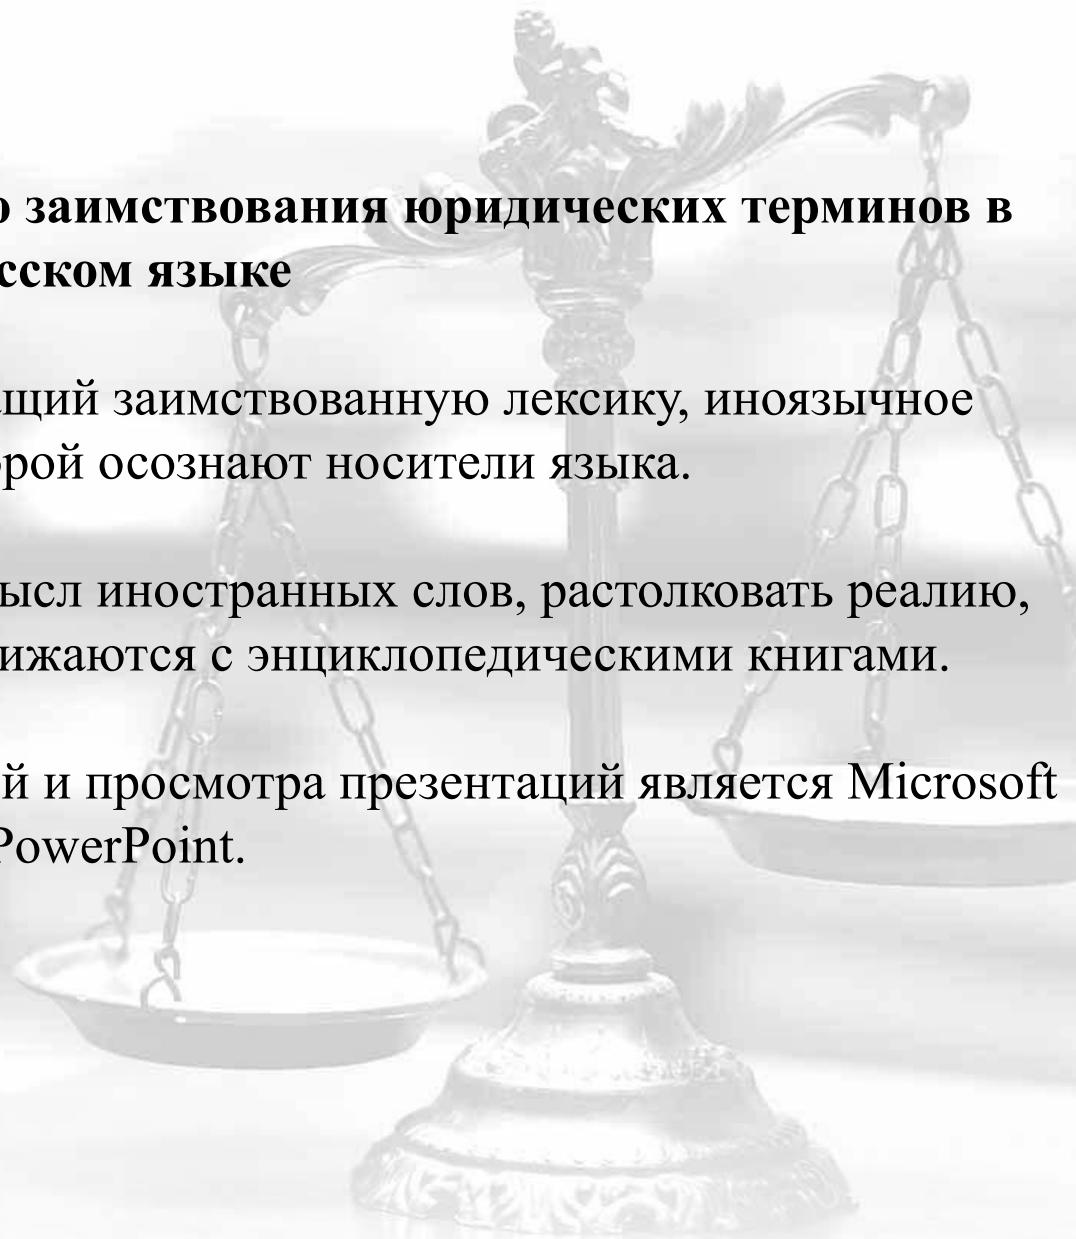 о заимствования юридических терминов в
сском языке
щий заимствованную лексику, иноязычное
рой осознают носители языка.
ысл иностранных слов, растолковать реалию,
ижаются с энциклопедическими книгами.
й и просмотра презентаций является Microsoft
PowerPoint.